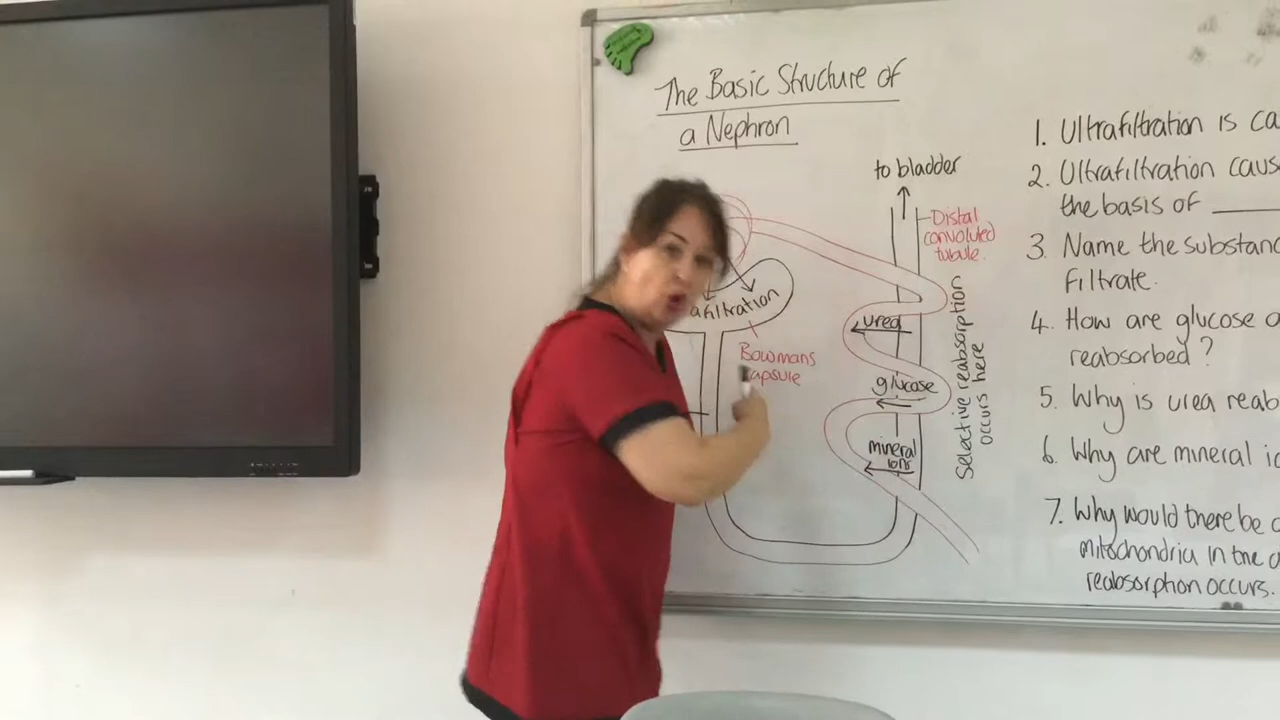 The Basic Structure of
a Nephron
to bladder
Distal
convoluted
tubule.
afiltration
Bowmans
capsule
urea
glucose
mineral
ions
Selective reabsorption
occurs here
1. Ultrafiltration is ca
2. Ultrafiltration caus
the basis of
3. Name the substan
filtrate.
4. How are glucose a
reabsorbed?
5. Why is urea reab
6. Why are mineral io
7. Why would there be a
mitochondria in the a
reabsorption occurs.